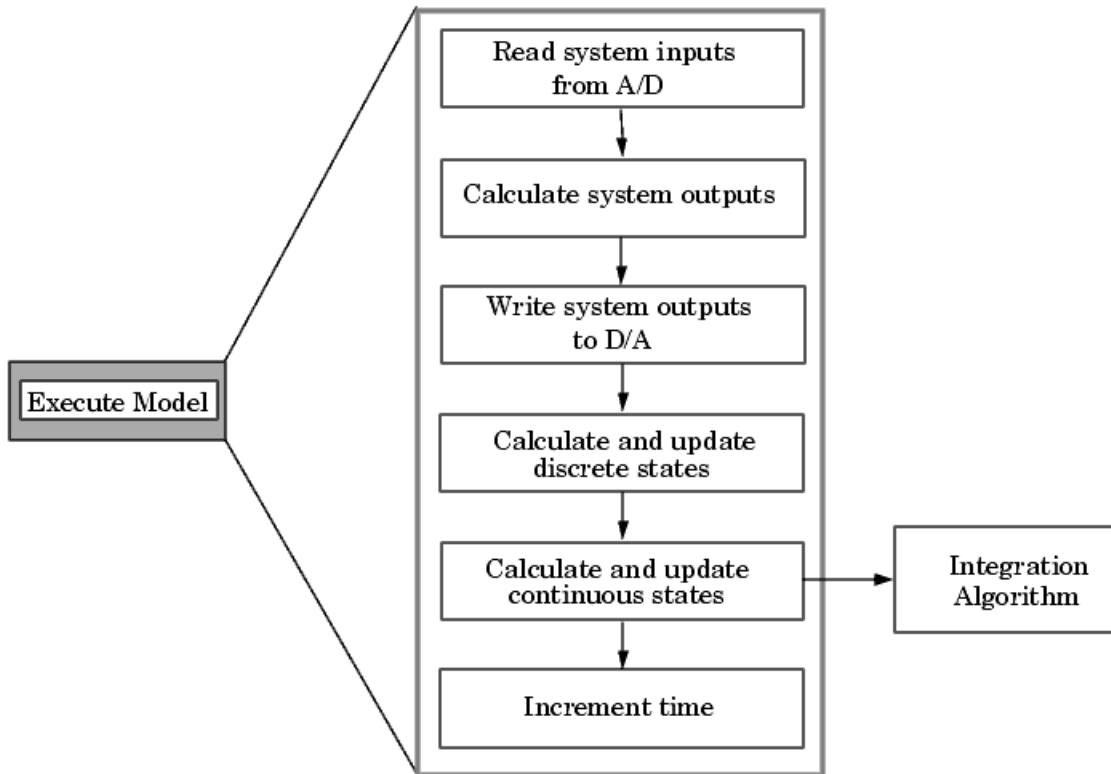 Read system inputs
from A/D
Calculate system outputs
Write system outputs
to D/A
Execute Model
Calculate and update
discrete states
Calculate and update
continuous states
Integration
Algorithm
Increment time